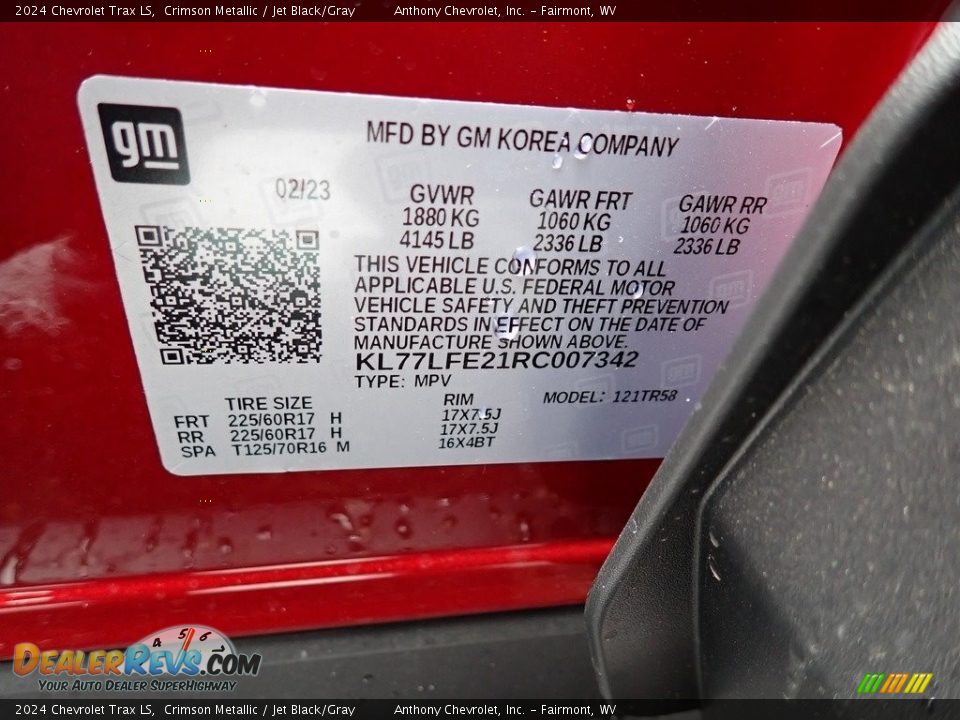 2024 Chevrolet Trax LS, Crimson Metallic / Jet Black/Gray Anthony Chevrolet, Inc. - Fairmont, WV
gm
MFD BY GM KOREA COMPANY
02/23
GVWR GAWR FRT GAWR RR
1880 KG 1060 KG 1060 KG
4145 LB 2336 LB 2336 LB
THIS VEHICLE CONFORMS TO ALL
APPLICABLE U.S. FEDERAL MOTOR
VEHICLE SAFETY AND THEFT PREVENTION
STANDARDS IN EFFECT ON THE DATE OF
MANUFACTURE SHOWN ABOVE.
KL77LFE21RC007342
TYPE: MPV
TIRE SIZE RIM MODEL: 121TR58
FRT 225/60R17 H 17X7.5J
RR 225/60R17 H 17X7.5J
SPA T125/70R16 M 16X4BT
4 5 6
DEALERREVS.COM
YOUR AUTO DEALER SUPERHIGHWAY
2024 Chevrolet Trax LS, Crimson Metallic / Jet Black/Gray Anthony Chevrolet, Inc. - Fairmont, WV